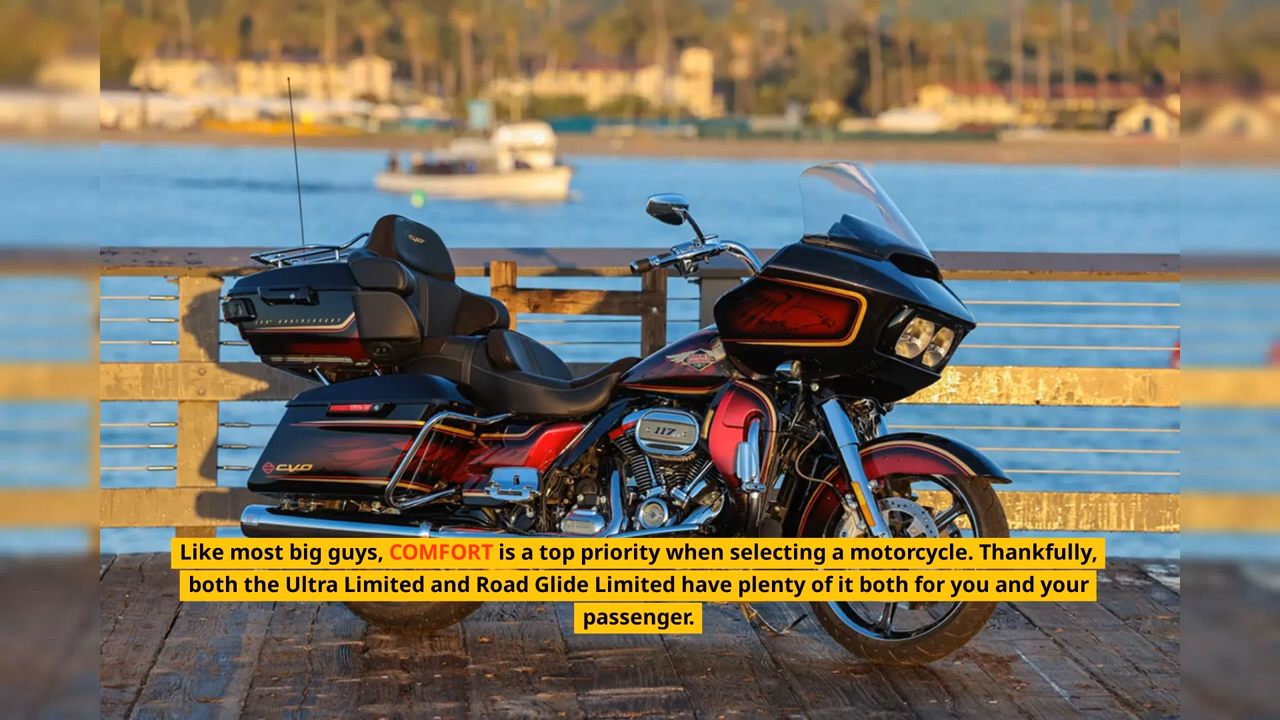 CVO
117
CVO
Like most big guys, COMFORT is a top priority when selecting a motorcycle. Thankfully,
both the Ultra Limited and Road Glide Limited have plenty of it both for you and your
passenger.